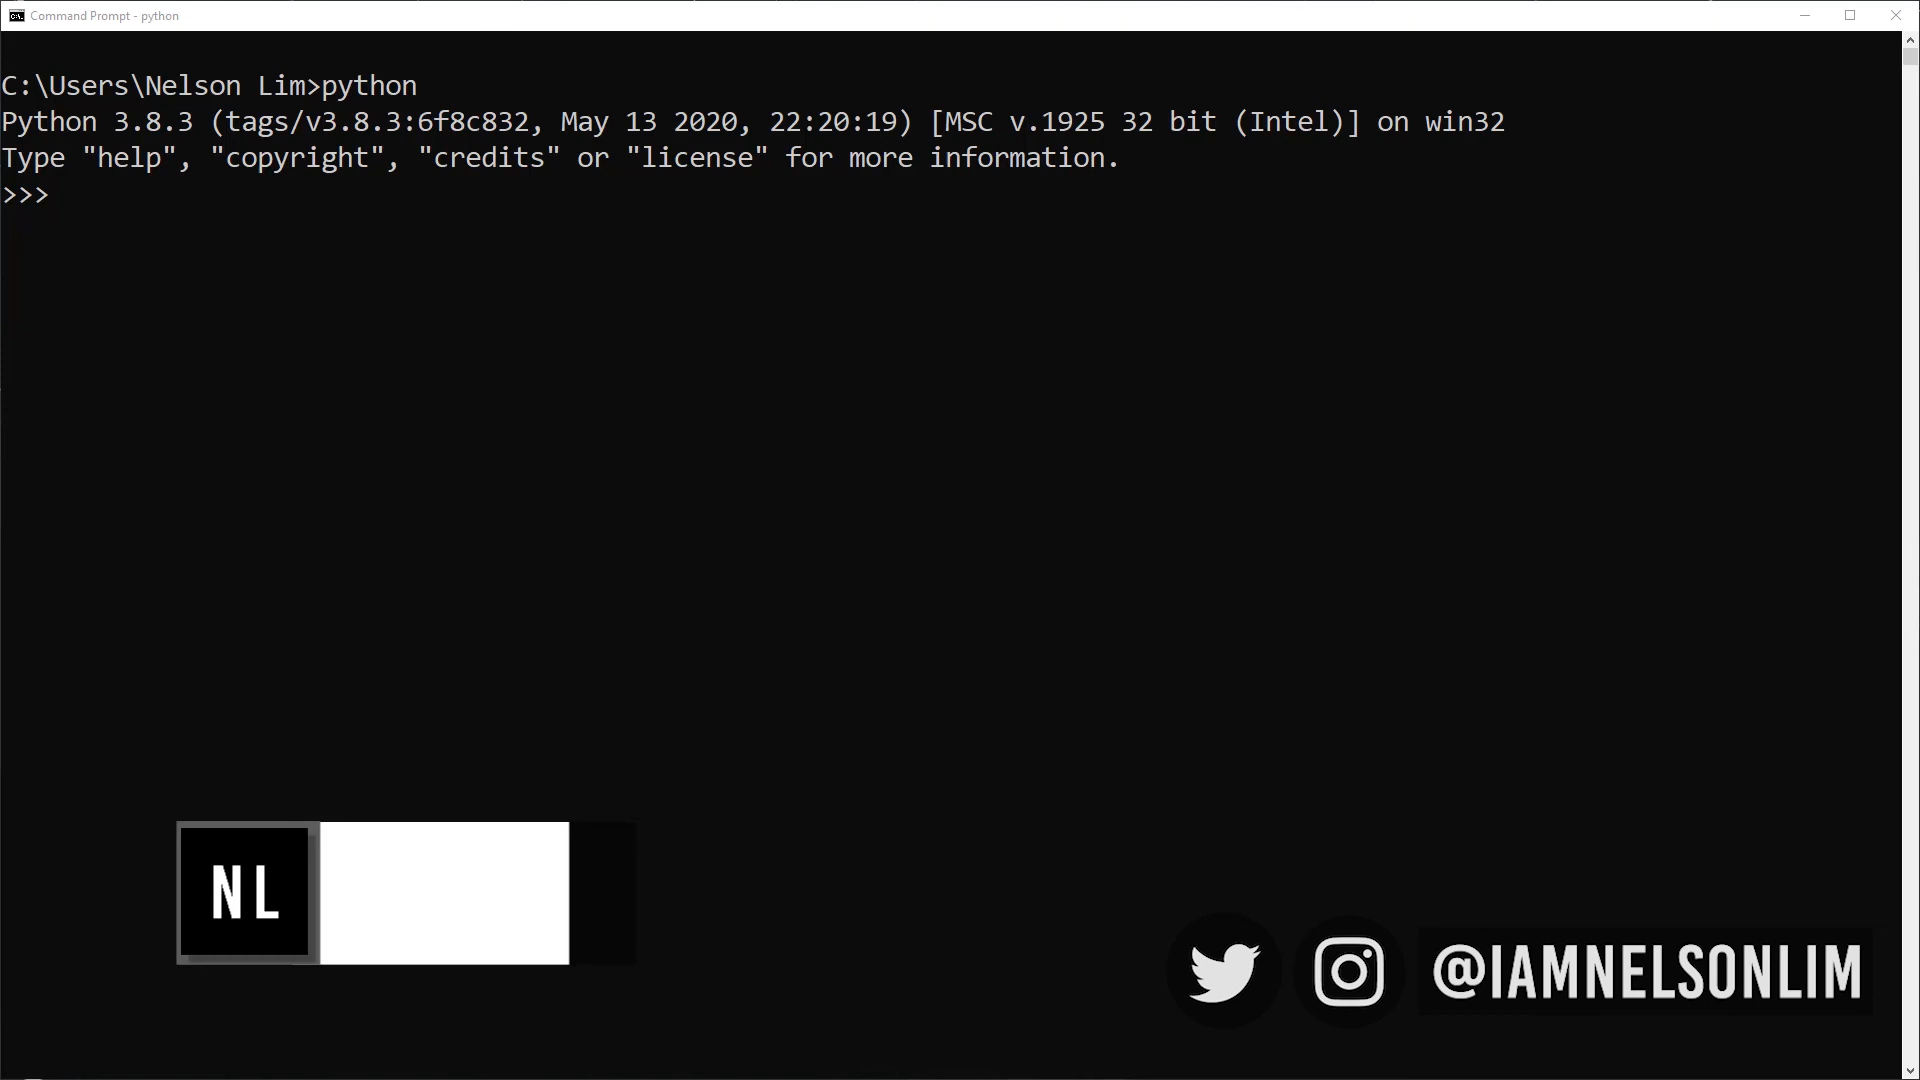 Command Prompt - python
C:\Users\Nelson Lim>python
Python 3.8.3 (tags/v3.8.3:6f8c832, May 13 2020, 22:20:19) [MSC v.1925 32 bit (Intel)] on win32
Type "help", "copyright", "credits" or "license" for more information.
>>>
NL
@IAMNELSONLIM